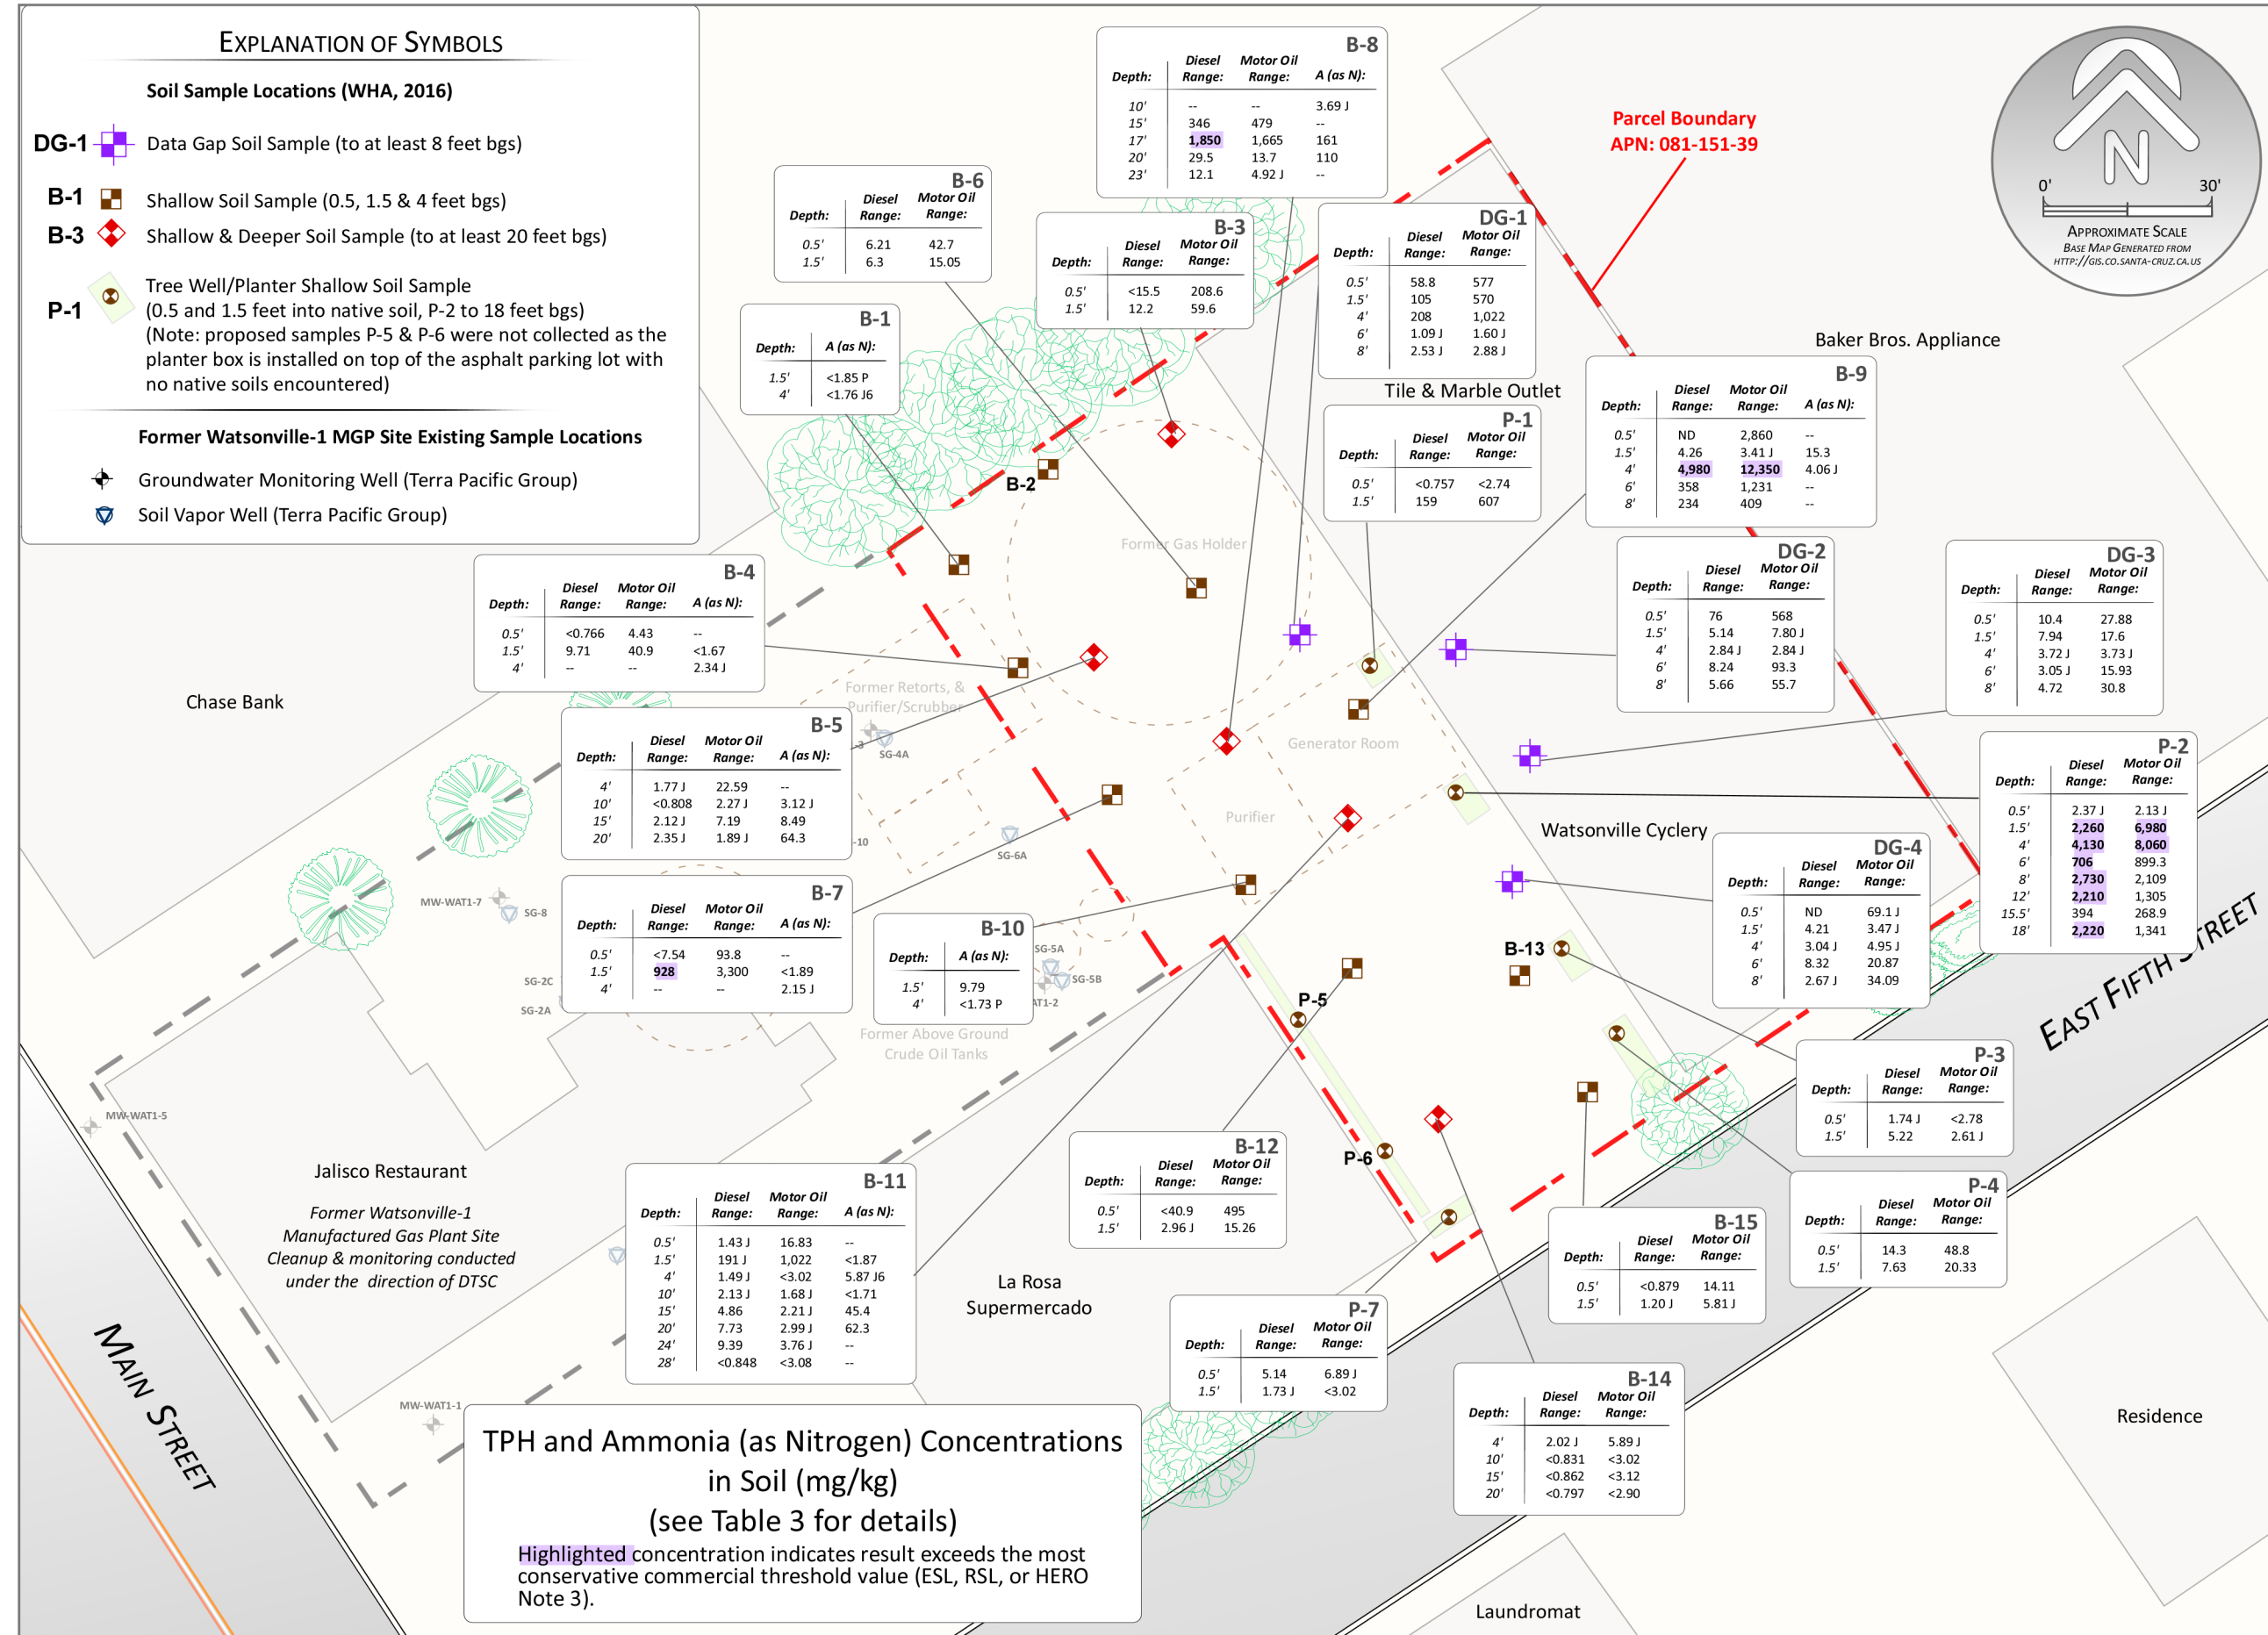 EXPLANATION OF SYMBOLS
Soil Sample Locations (WHA, 2016)
DG-1 Data Gap Soil Sample (to at least 8 feet bgs)
B-1 Shallow Soil Sample (0.5, 1.5 & 4 feet bgs)
B-3 Shallow & Deeper Soil Sample (to at least 20 feet bgs)
P-1 Tree Well/Planter Shallow Soil Sample
(0.5 and 1.5 feet into native soil, P-2 to 18 feet bgs)
(Note: proposed samples P-5 & P-6 were not collected as the
planter box is installed on top of the asphalt parking lot with
no native soils encountered)
Former Watsonville-1 MGP Site Existing Sample Locations
Groundwater Monitoring Well (Terra Pacific Group)
Soil Vapor Well (Terra Pacific Group)
B-8
Depth: Diesel Range: Motor Oil Range: A (as N):
10' -- -- 3.69 J
15' 346 479 --
17' 1,850 1,665 161
20' 29.5 13.7 110
23' 12.1 4.92 J --
Parcel Boundary
APN: 081-151-39
N
0' 30'
APPROXIMATE SCALE
BASE MAP GENERATED FROM
HTTP://GIS.CO.SANTA-CRUZ.CA.US
B-6
Depth: Diesel Range: Motor Oil Range:
0.5' 6.21 42.7
1.5' 6.3 15.05
B-3
Depth: Diesel Range: Motor Oil Range:
0.5' <15.5 208.6
1.5' 12.2 59.6
DG-1
Depth: Diesel Range: Motor Oil Range:
0.5' 58.8 577
1.5' 105 570
4' 208 1,022
6' 1.09 J 1.60 J
8' 2.53 J 2.88 J
B-1
Depth: A (as N):
1.5' <1.85 P
4' <1.76 J6
Baker Bros. Appliance
Tile & Marble Outlet
B-9
Depth: Diesel Range: Motor Oil Range: A (as N):
0.5' ND 2,860 --
1.5' 4.26 3.41 J 15.3
4' 4,980 12,350 4.06 J
6' 358 1,231 --
8' 234 409 --
P-1
Depth: Diesel Range: Motor Oil Range:
0.5' <0.757 <2.74
1.5' 159 607
B-2
Former Gas Holder
DG-2
Depth: Diesel Range: Motor Oil Range:
0.5' 76 568
1.5' 5.14 7.80 J
4' 2.84 J 2.84 J
6' 8.24 93.3
8' 5.66 55.7
DG-3
Depth: Diesel Range: Motor Oil Range:
0.5' 10.4 27.88
1.5' 7.94 17.6
4' 3.72 J 3.73 J
6' 3.05 J 15.93
8' 4.72 30.8
B-4
Depth: Diesel Range: Motor Oil Range: A (as N):
0.5' <0.766 4.43 --
1.5' 9.71 40.9 <1.67
4' -- -- 2.34 J
Chase Bank
Former Retorts, &
Purifier/Scrubber
-3
SG-4A
Generator Room
B-5
Depth: Diesel Range: Motor Oil Range: A (as N):
4' 1.77 J 22.59 --
10' <0.808 2.27 J 3.12 J
15' 2.12 J 7.19 8.49
20' 2.35 J 1.89 J 64.3
-10
SG-6A
Purifier
Watsonville Cyclery
P-2
Depth: Diesel Range: Motor Oil Range:
0.5' 2.37 J 2.13 J
1.5' 2,260 6,980
4' 4,130 8,060
6' 706 899.3
8' 2,730 2,109
12' 2,210 1,305
15.5' 394 268.9
18' 2,220 1,341
DG-4
Depth: Diesel Range: Motor Oil Range:
0.5' ND 69.1 J
1.5' 4.21 3.47 J
4' 3.04 J 4.95 J
6' 8.32 20.87
8' 2.67 J 34.09
MW-WAT1-7
SG-8
B-7
Depth: Diesel Range: Motor Oil Range: A (as N):
0.5' <7.54 93.8 --
1.5' 928 3,300 <1.89
4' -- -- 2.15 J
SG-2C
SG-2A
B-10
Depth: A (as N):
1.5' 9.79
4' <1.73 P
SG-5A
SG-5B
AT1-2
Former Above Ground
Crude Oil Tanks
B-13
P-5
P-6
EAST FIFTH STREET
P-3
Depth: Diesel Range: Motor Oil Range:
0.5' 1.74 J <2.78
1.5' 5.22 2.61 J
MW-WAT1-5
Jalisco Restaurant
Former Watsonville-1
Manufactured Gas Plant Site
Cleanup & monitoring conducted
under the direction of DTSC
B-12
Depth: Diesel Range: Motor Oil Range:
0.5' <40.9 495
1.5' 2.96 J 15.26
P-4
Depth: Diesel Range: Motor Oil Range:
0.5' 14.3 48.8
1.5' 7.63 20.33
B-11
Depth: Diesel Range: Motor Oil Range: A (as N):
0.5' 1.43 J 16.83 --
1.5' 191 J 1,022 <1.87
4' 1.49 J <3.02 5.87 J6
10' 2.13 J 1.68 J <1.71
15' 4.86 2.21 J 45.4
20' 7.73 2.99 J 62.3
24' 9.39 3.76 J --
28' <0.848 <3.08 --
La Rosa
Supermercado
B-15
Depth: Diesel Range: Motor Oil Range:
0.5' <0.879 14.11
1.5' 1.20 J 5.81 J
P-7
Depth: Diesel Range: Motor Oil Range:
0.5' 5.14 6.89 J
1.5' 1.73 J <3.02
B-14
Depth: Diesel Range: Motor Oil Range:
4' 2.02 J 5.89 J
10' <0.831 <3.02
15' <0.862 <3.12
20' <0.797 <2.90
MAIN STREET
MW-WAT1-1
TPH and Ammonia (as Nitrogen) Concentrations
in Soil (mg/kg)
(see Table 3 for details)
Highlighted concentration indicates result exceeds the most
conservative commercial threshold value (ESL, RSL, or HERO
Note 3).
Residence
Laundromat